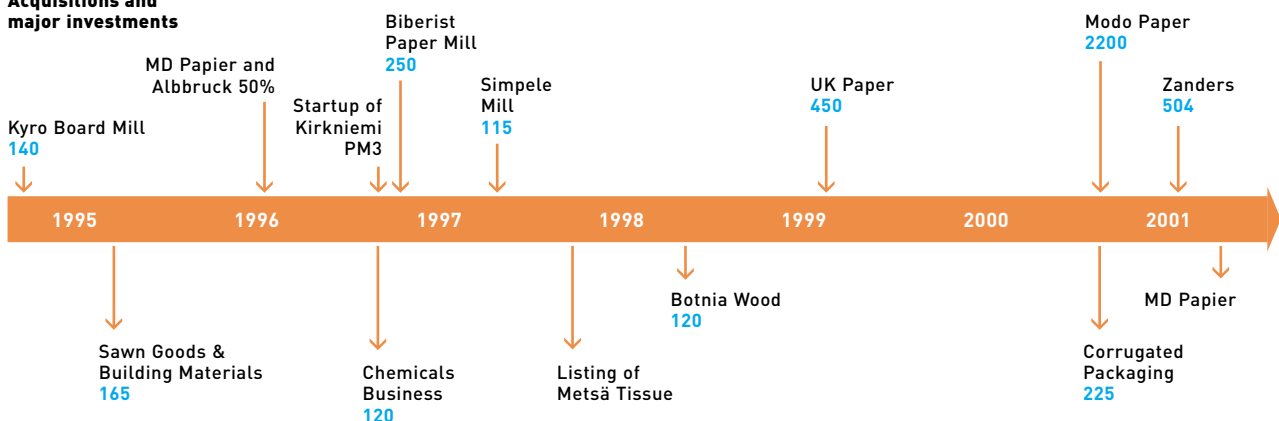 Acquisitions and
major investments
Kyro Board Mill
140
MD Papier and
Albbruck 50%
Startup of
Kirkniemi
PM3
Biberist
Paper Mill
250
Simpele
Mill
115
UK Paper
450
Modo Paper
2200
Zanders
504
1995 1996 1997 1998 1999 2000 2001
Sawn Goods &
Building Materials
165
Chemicals
Business
120
Listing of
Metsä Tissue
Botnia Wood
120
Corrugated
Packaging
225
MD Papier